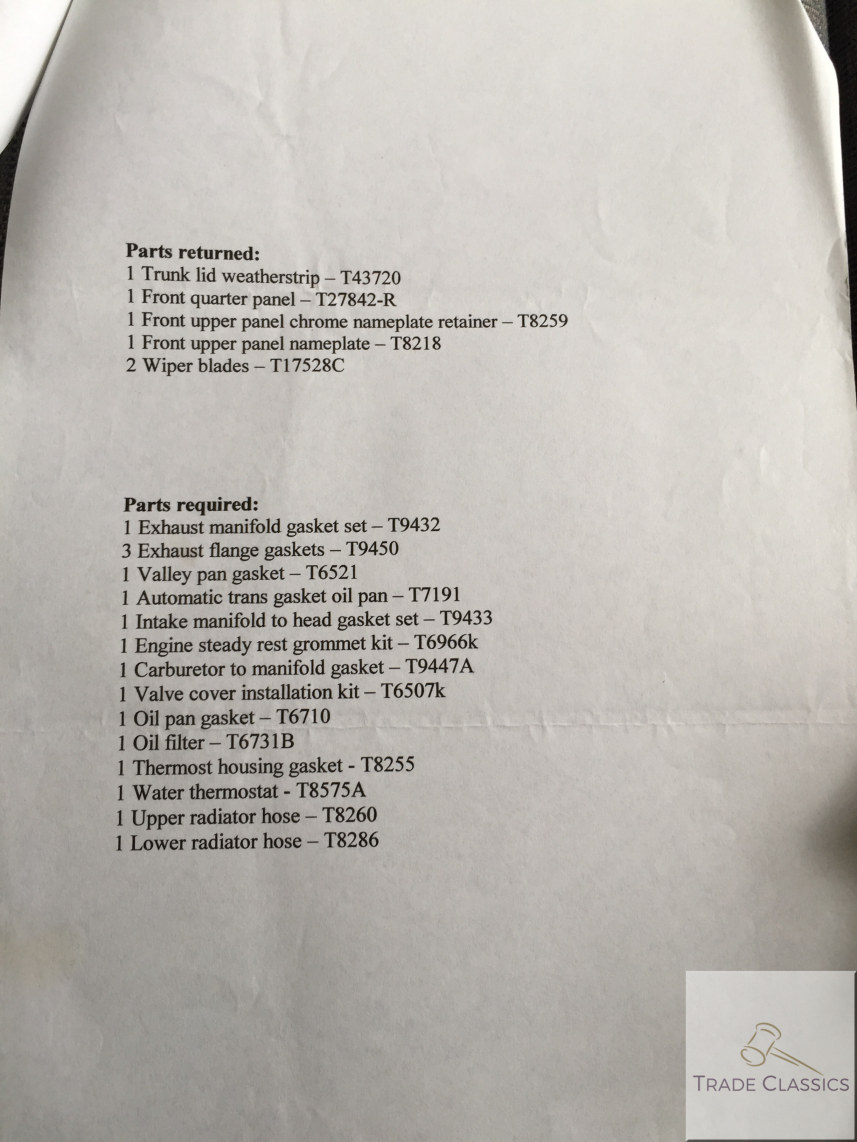 Parts returned:
1 Trunk lid weatherstrip – T43720
1 Front quarter panel – T27842-R
1 Front upper panel chrome nameplate retainer – T8259
1 Front upper panel nameplate – T8218
2 Wiper blades – T17528C
Parts required:
1 Exhaust manifold gasket set – T9432
3 Exhaust flange gaskets – T9450
1 Valley pan gasket – T6521
1 Automatic trans gasket oil pan – T7191
1 Intake manifold to head gasket set – T9433
1 Engine steady rest grommet kit – T6966k
1 Carburetor to manifold gasket – T9447A
1 Valve cover installation kit – T6507k
1 Oil pan gasket – T6710
1 Oil filter – T6731B
1 Thermost housing gasket - T8255
1 Water thermostat - T8575A
1 Upper radiator hose – T8260
1 Lower radiator hose – T8286
TRADE CLASSICS